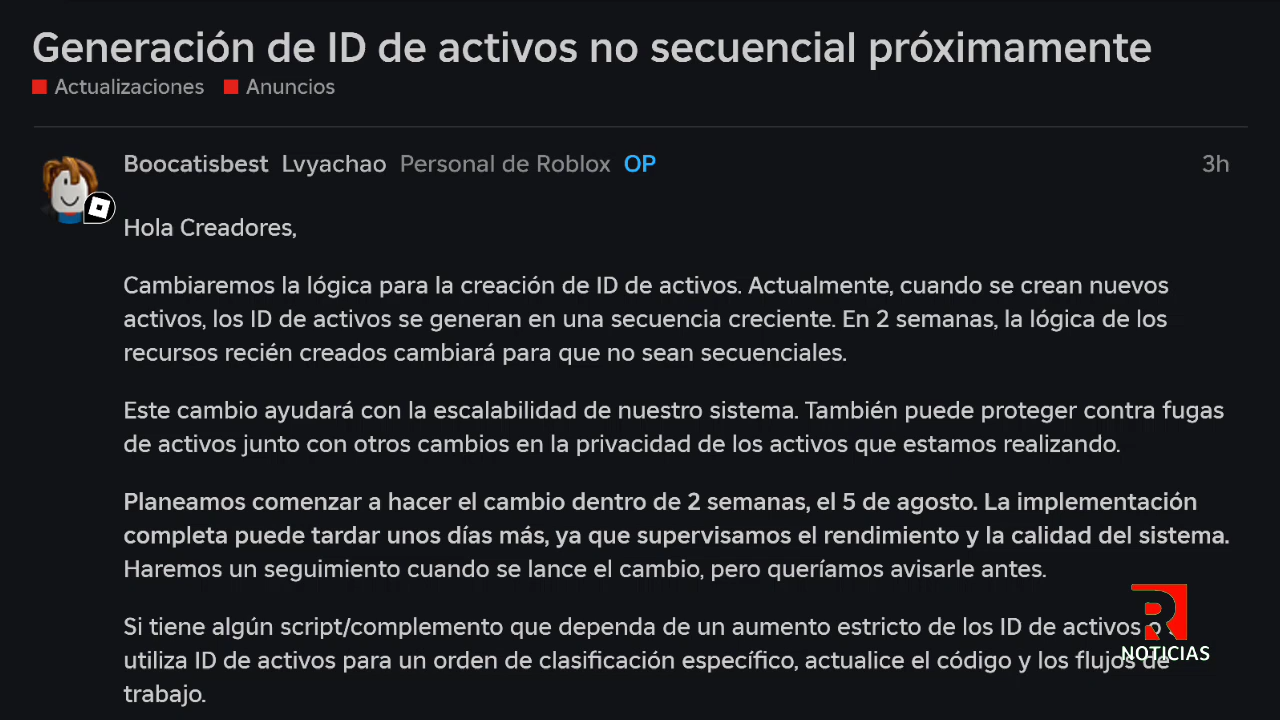 Generación de ID de activos no secuencial próximamente
Actualizaciones Anuncios
Boocatisbest Lvyachao Personal de Roblox OP 3h
Hola Creadores,
Cambiaremos la lógica para la creación de ID de activos. Actualmente, cuando se crean nuevos
activos, los ID de activos se generan en una secuencia creciente. En 2 semanas, la lógica de los
recursos recién creados cambiará para que no sean secuenciales.
Este cambio ayudará con la escalabilidad de nuestro sistema. También puede proteger contra fugas
de activos junto con otros cambios en la privacidad de los activos que estamos realizando.
Planeamos comenzar a hacer el cambio dentro de 2 semanas, el 5 de agosto. La implementación
completa puede tardar unos días más, ya que supervisamos el rendimiento y la calidad del sistema.
Haremos un seguimiento cuando se lance el cambio, pero queríamos avisarle antes.
Si tiene algún script/complemento que dependa de un aumento estricto de los ID de activos o
utiliza ID de activos para un orden de clasificación específico, actualice el código y los flujos de
trabajo.
R
NOTICIAS